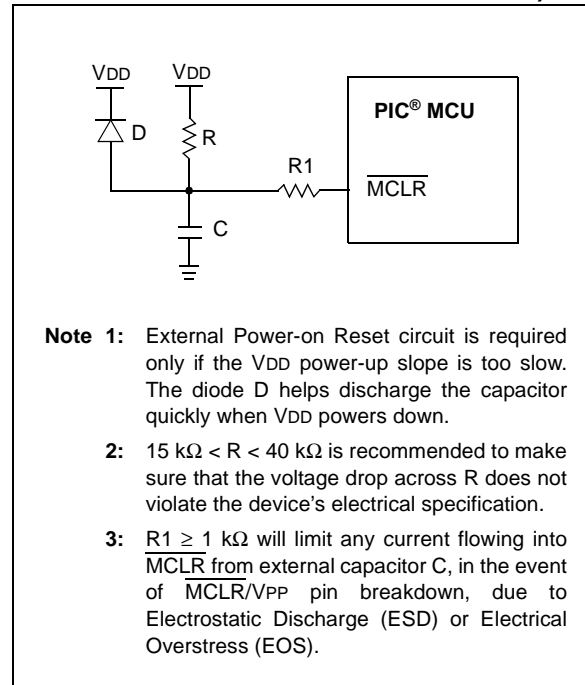 VDD
VDD
PIC® MCU
D
R
R1
MCLR
C
Note 1: External Power-on Reset circuit is required
only if the VDD power-up slope is too slow.
The diode D helps discharge the capacitor
quickly when VDD powers down.
2: 15 kΩ < R < 40 kΩ is recommended to make
sure that the voltage drop across R does not
violate the device's electrical specification.
3: R1 ≥ 1 kΩ will limit any current flowing into
MCLR from external capacitor C, in the event
of MCLR/VPP pin breakdown, due to
Electrostatic Discharge (ESD) or Electrical
Overstress (EOS).